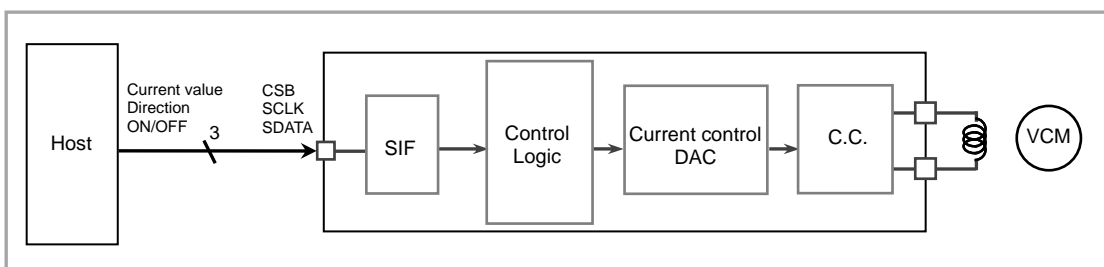 Host
Current value
Direction
ON/OFF
3
CSB
SCLK
SDATA
SIF
Control
Logic
Current control
DAC
C.C.
VCM